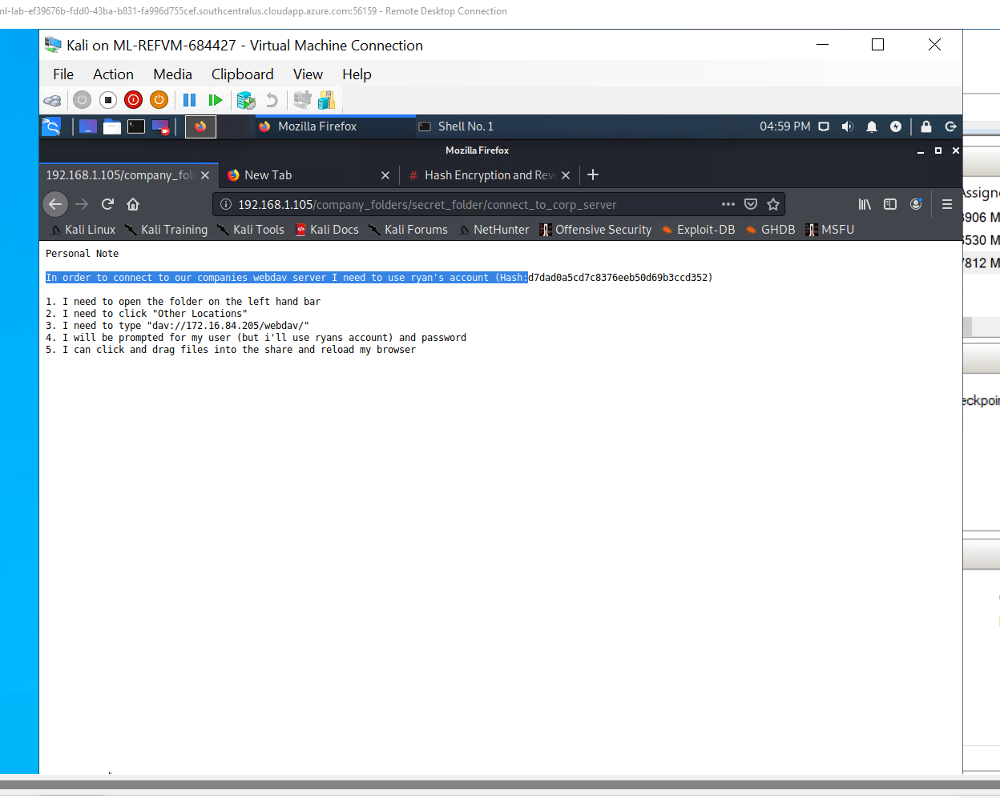 ml-lab-ef39676b-fdd0-43ba-b831-fa996d755cef.southcentralus.cloudapp.azure.com:56159 - Remote Desktop Connection
Kali on ML-REFVM-684427 - Virtual Machine Connection
File Action Media Clipboard View Help
Mozilla Firefox Shell No. 1 04:59 PM
Mozilla Firefox
192.168.1.105/company_fol New Tab # Hash Encryption and Rev
192.168.1.105/company_folders/secret_folder/connect_to_corp_server
Kali Linux Kali Training Kali Tools Kali Docs Kali Forums NetHunter Offensive Security Exploit-DB GHDB MSFU
Personal Note
In order to connect to our companies webdav server I need to use ryan's account (Hash:d7dad0a5cd7c8376eeb50d69b3ccd352)
1. I need to open the folder on the left hand bar
2. I need to click "Other Locations"
3. I need to type "dav://172.16.84.205/webdav/"
4. I will be prompted for my user (but i'll use ryans account) and password
5. I can click and drag files into the share and reload my browser
Assigne
3906 M
6530 M
7812 M
eckpoin